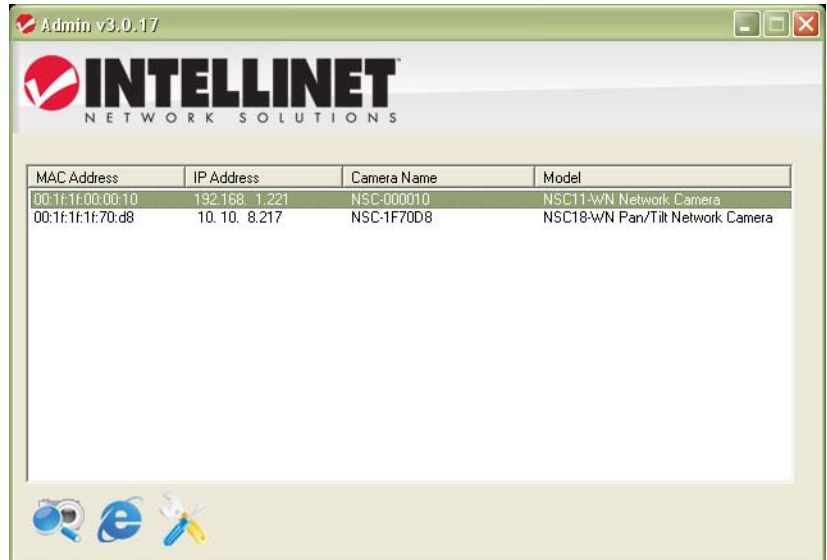 Admin v3.0.17
INTELLINET
NETWORK SOLUTIONS
MAC Address IP Address Camera Name Model
00:1f:1f:00:00:10 192.168. 1.221 NSC-000010 NSC11-WN Network Camera
00:1f:1f:1f:70:d8 10. 10. 8.217 NSC-1F70D8 NSC18-WN Pan/Tilt Network Camera